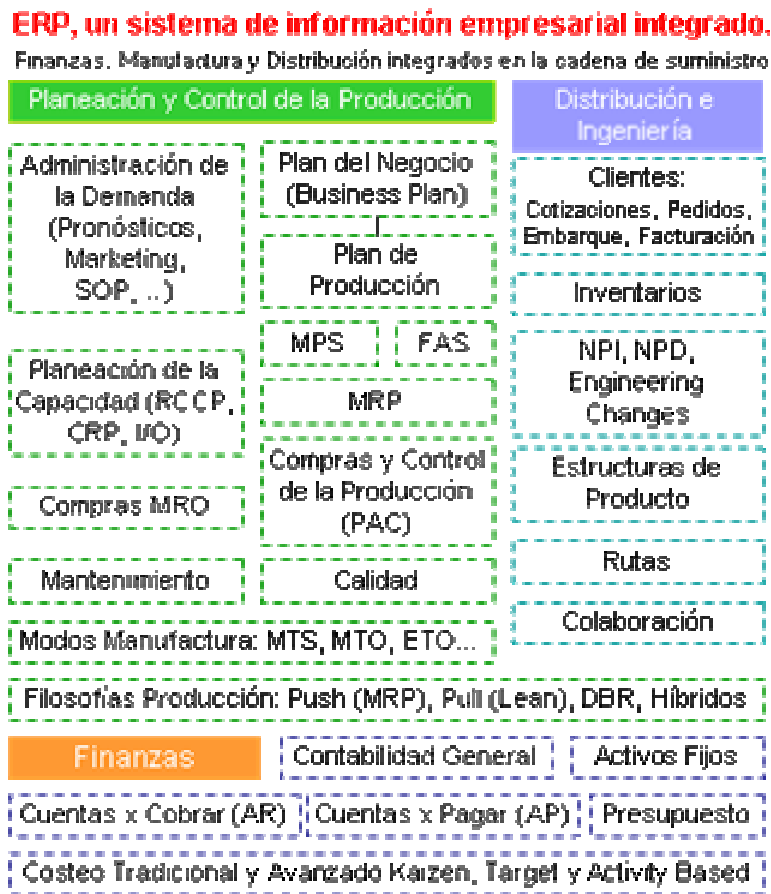 ERP, un sistema de información empresarial integrado.
Finanzas, Manufactura y Distribución integrados en la cadena de suministro
Planeación y Control de la Producción
Administración de
la Demanda
(Pronósticos,
Marketing,
SOP, ..)
Planeación de la
Capacidad (RCCP,
CRP, I/O)
Compras MRO
Mantenimiento
Plan del Negocio
(Business Plan)
Plan de
Producción
MPS
FAS
MRP
Compras y Control
de la Producción
(PAC)
Calidad
Modos Manufactura: MTS, MTO, ETO...
Distribución e
Ingeniería
Clientes:
Cotizaciones, Pedidos,
Embarque, Facturación
Inventarios
NPI, NPD,
Engineering
Changes
Estructuras de
Producto
Rutas
Colaboración
Filosofías Producción: Push (MRP), Pull (Lean), DBR, Híbridos
Finanzas
Contabilidad General
Activos Fijos
Cuentas x Cobrar (AR)
Cuentas x Pagar (AP)
Presupuesto
Costeo Tradicional y Avanzado Kaizen, Target y Activity Based